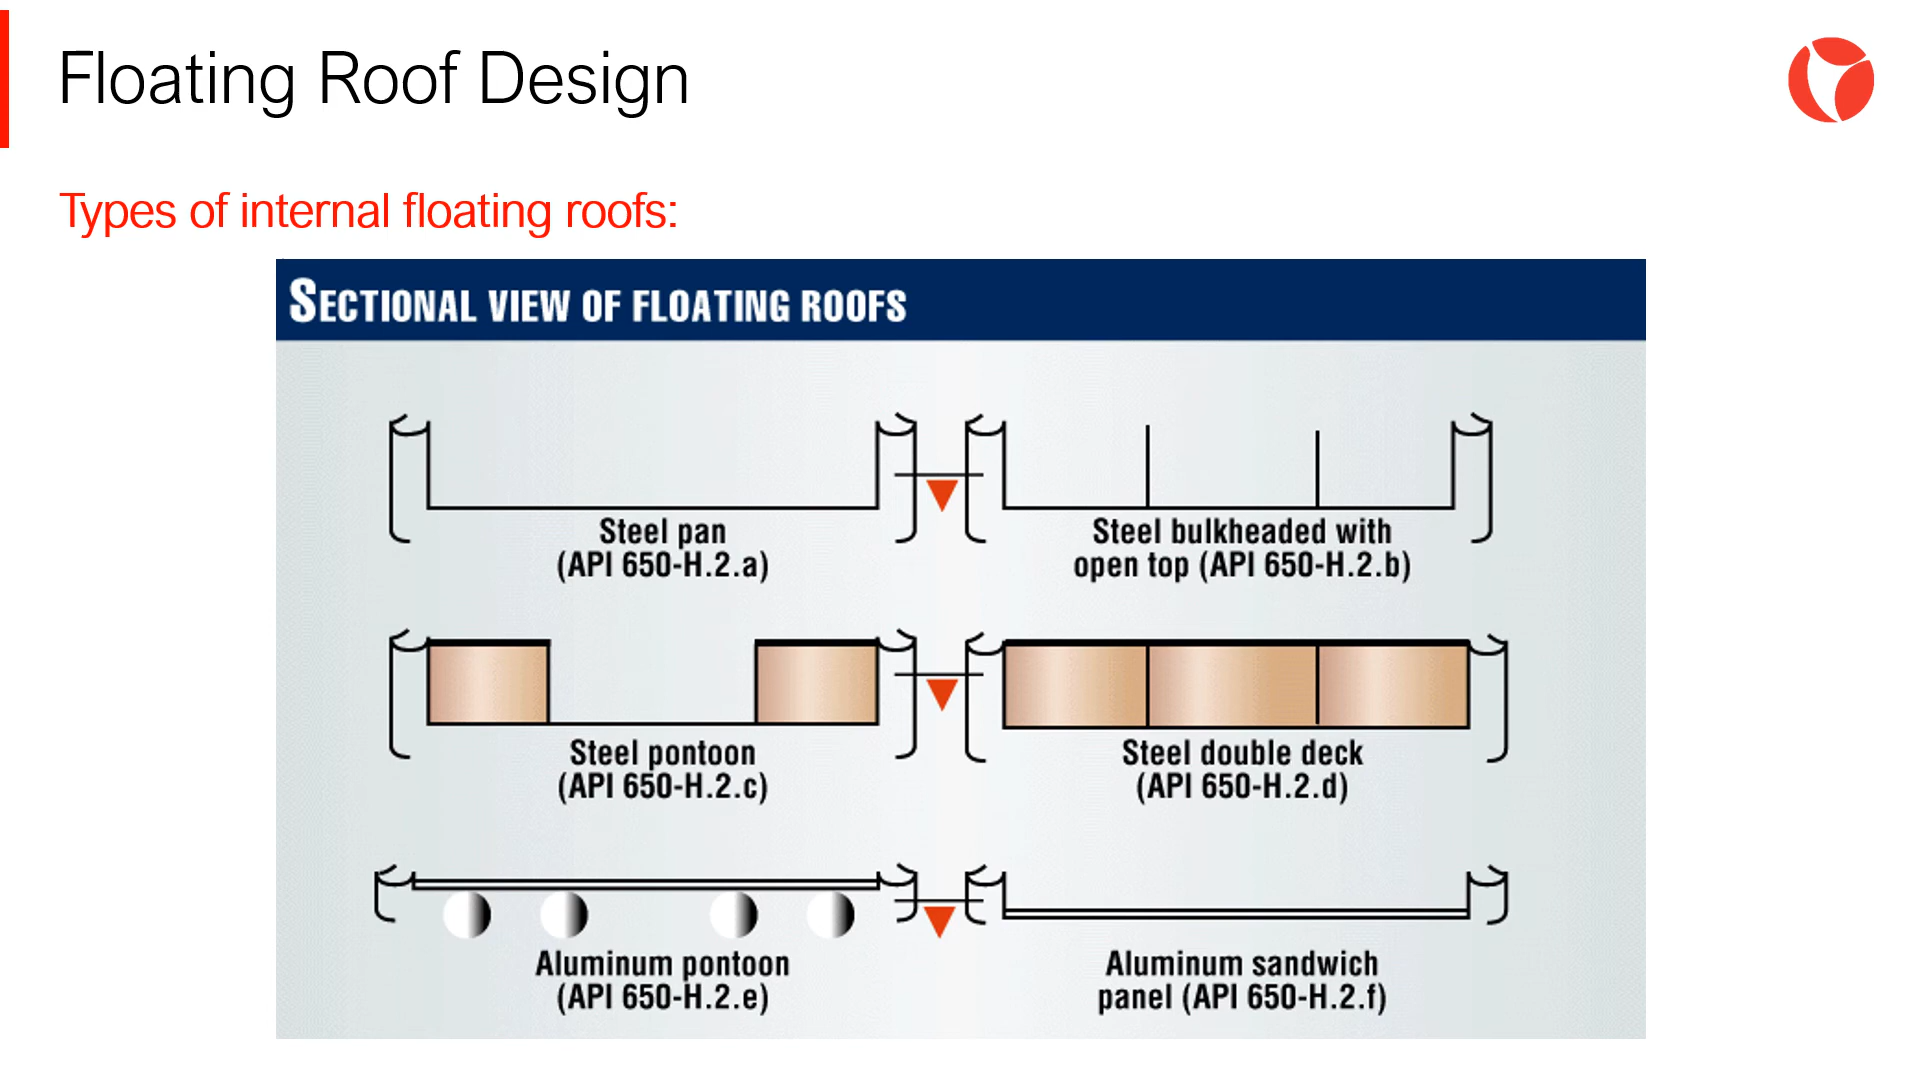 Floating Roof Design
Types of internal floating roofs:
SECTIONAL VIEW OF FLOATING ROOFS
Steel pan
(API 650-H.2.a)
Steel bulkheaded with
open top (API 650-H.2.b)
Steel pontoon
(API 650-H.2.c)
Steel double deck
(API 650-H.2.d)
Aluminum pontoon
(API 650-H.2.e)
Aluminum sandwich
panel (API 650-H.2.f)